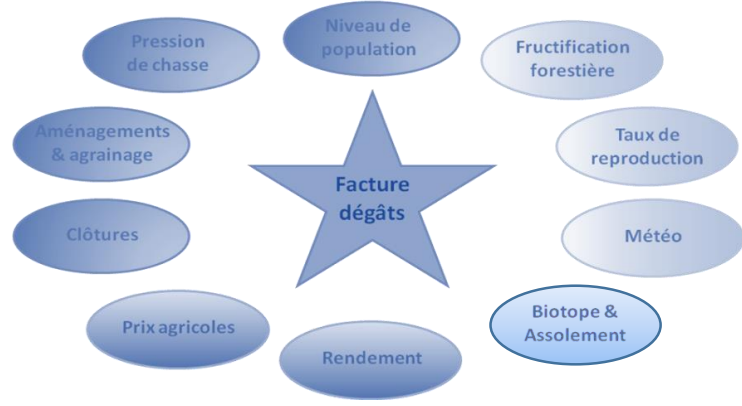 Niveau de
population
Pression
de chasse
Fructification
forestière
Aménagements
& agrainage
Taux de
reproduction
Facture
dégâts
Clôtures
Météo
Biotope &
Assolement
Prix agricoles
Rendement